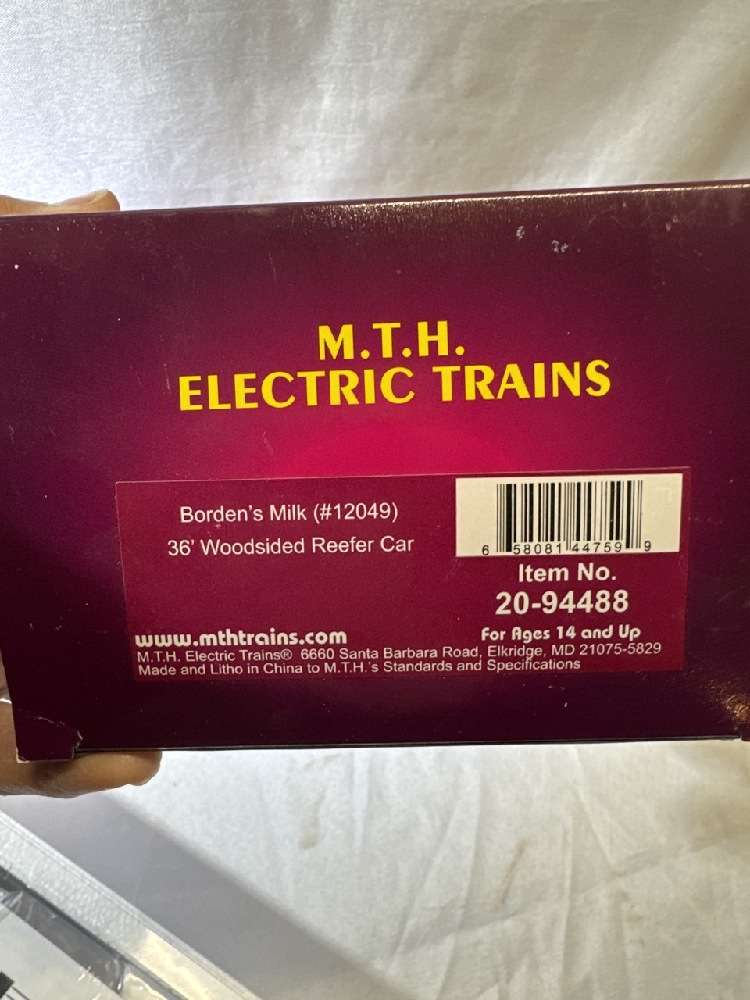 M.T.H.
ELECTRIC TRAINS
Borden's Milk (#12049)
36' Woodsided Reefer Car
6 58081 44759 9
Item No.
20-94488
www.mthtrains.com
For Ages 14 and Up
M.T.H. Electric Trains® 6660 Santa Barbara Road, Elkridge, MD 21075-5829
Made and Litho in China to M.T.H.'s Standards and Specifications